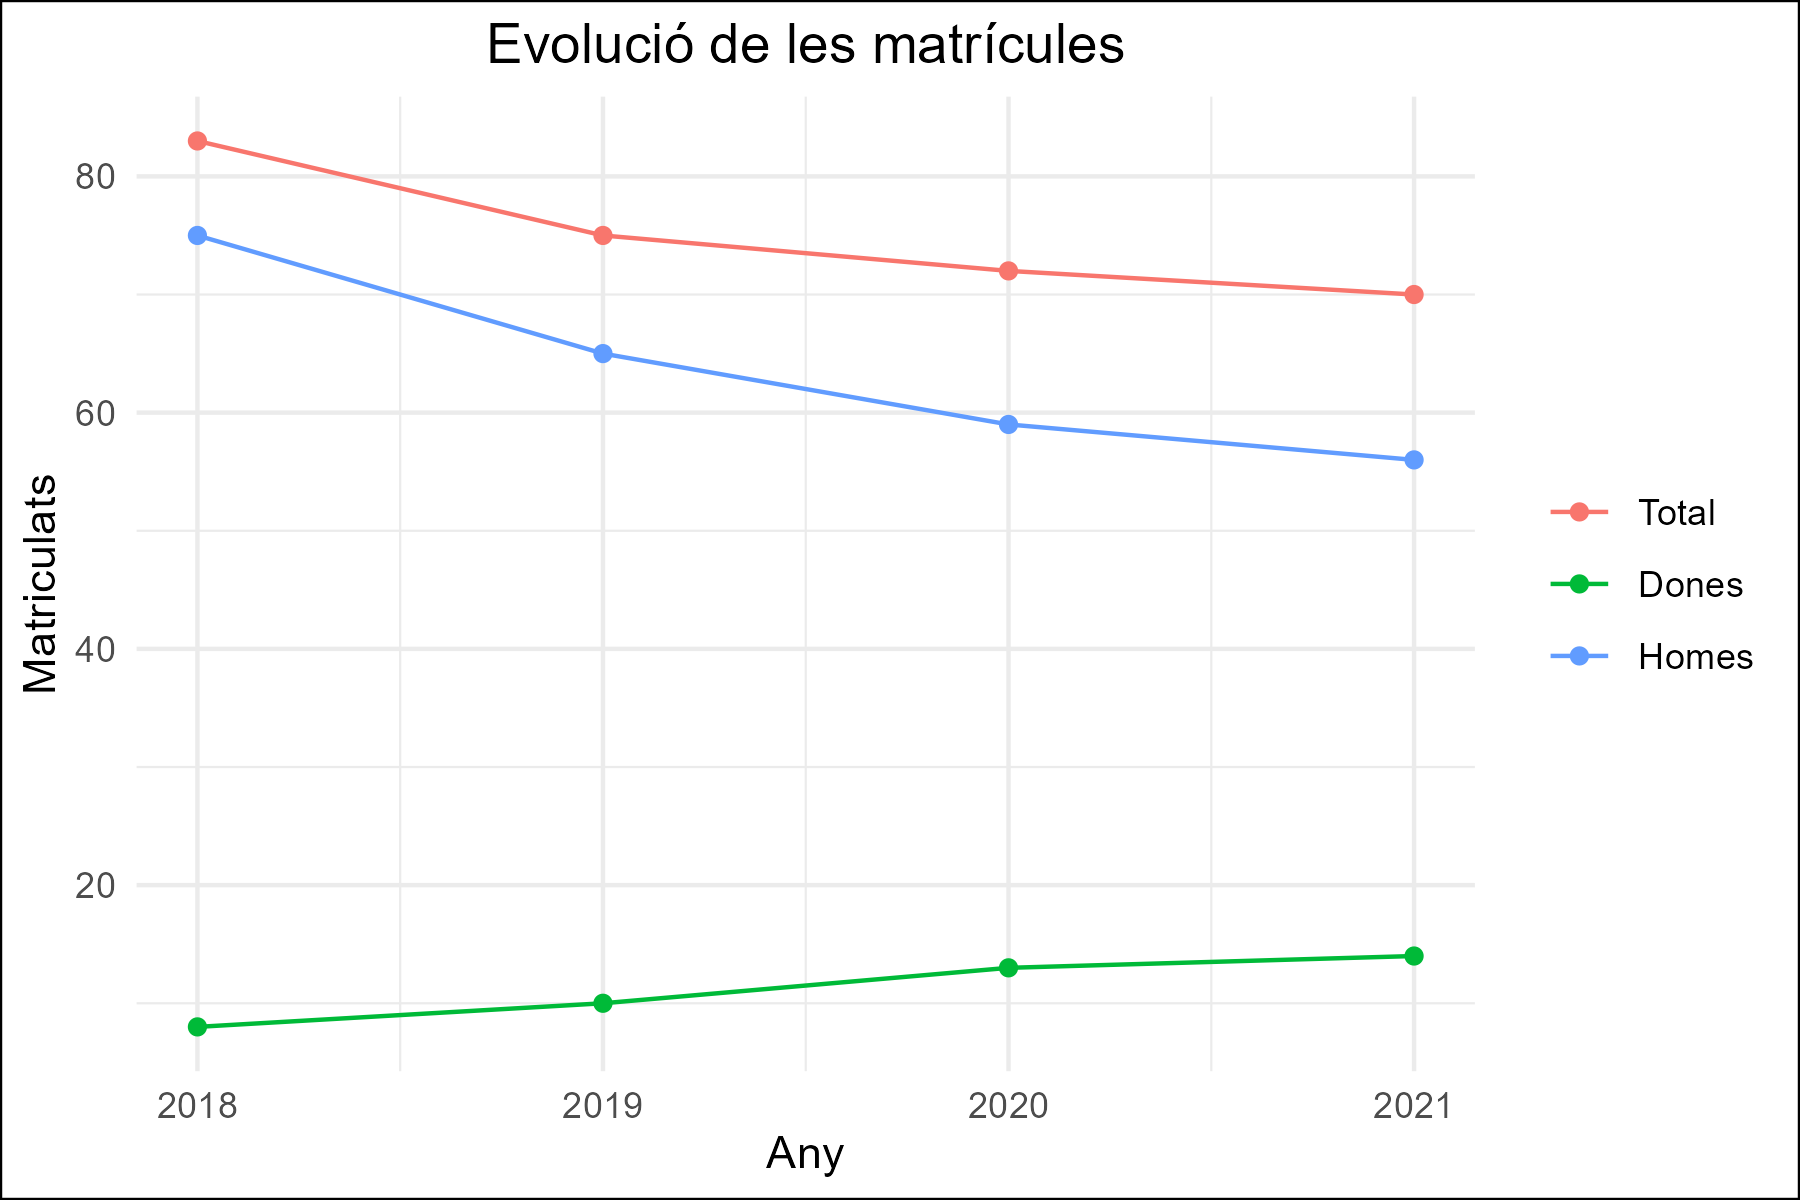 Evolució de les matrícules
Matriculats
80
60
40
20
2018 2019 2020 2021
Any
Total
Dones
Homes